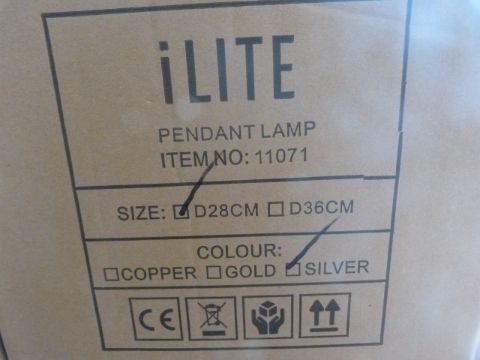 iLITE
PENDANT LAMP
ITEM NO: 11071
SIZE: ☑D28CM ☐D36CM
COLOUR:
☐COPPER ☐GOLD ☑SILVER
CE